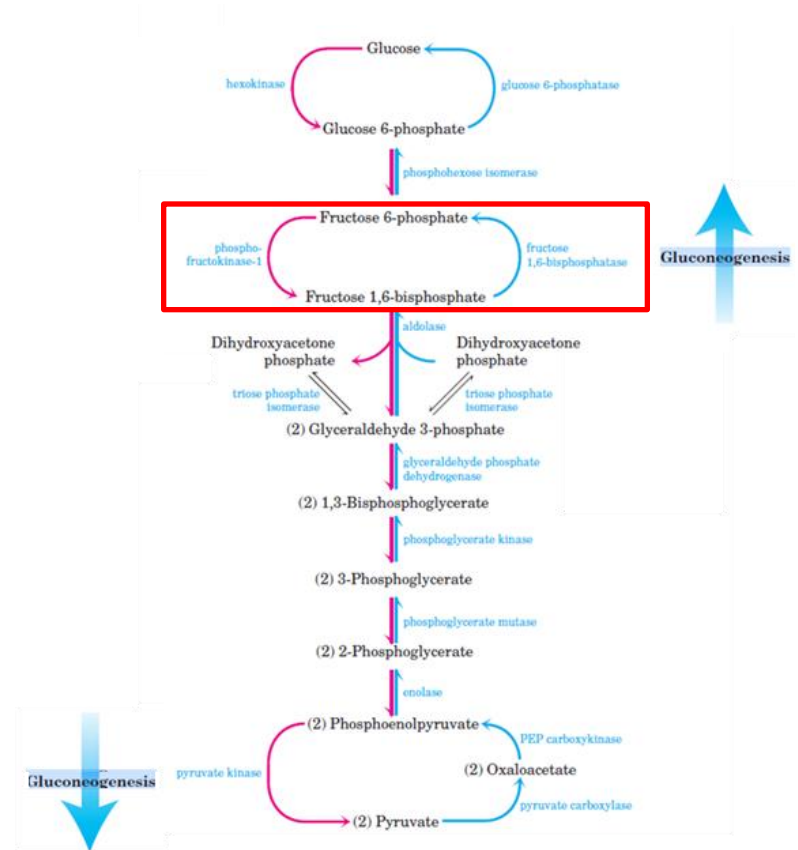 Glucose
hexokinase
glucose 6-phosphatase
Glucose 6-phosphate
phosphohexose isomerase
Fructose 6-phosphate
phospho-
fructokinase-1
fructose
1,6-bisphosphatase
Gluconeogenesis
Fructose 1,6-bisphosphate
aldolase
Dihydroxyacetone
phosphate
Dihydroxyacetone
phosphate
triose phosphate
isomerase
triose phosphate
isomerase
(2) Glyceraldehyde 3-phosphate
glyceraldehyde phosphate
dehydrogenase
(2) 1,3-Bisphosphoglycerate
phosphoglycerate kinase
(2) 3-Phosphoglycerate
phosphoglycerate mutase
(2) 2-Phosphoglycerate
enolase
(2) Phosphoenolpyruvate
PEP carboxykinase
Gluconeogenesis
pyruvate kinase
(2) Oxaloacetate
pyruvate carboxylase
(2) Pyruvate